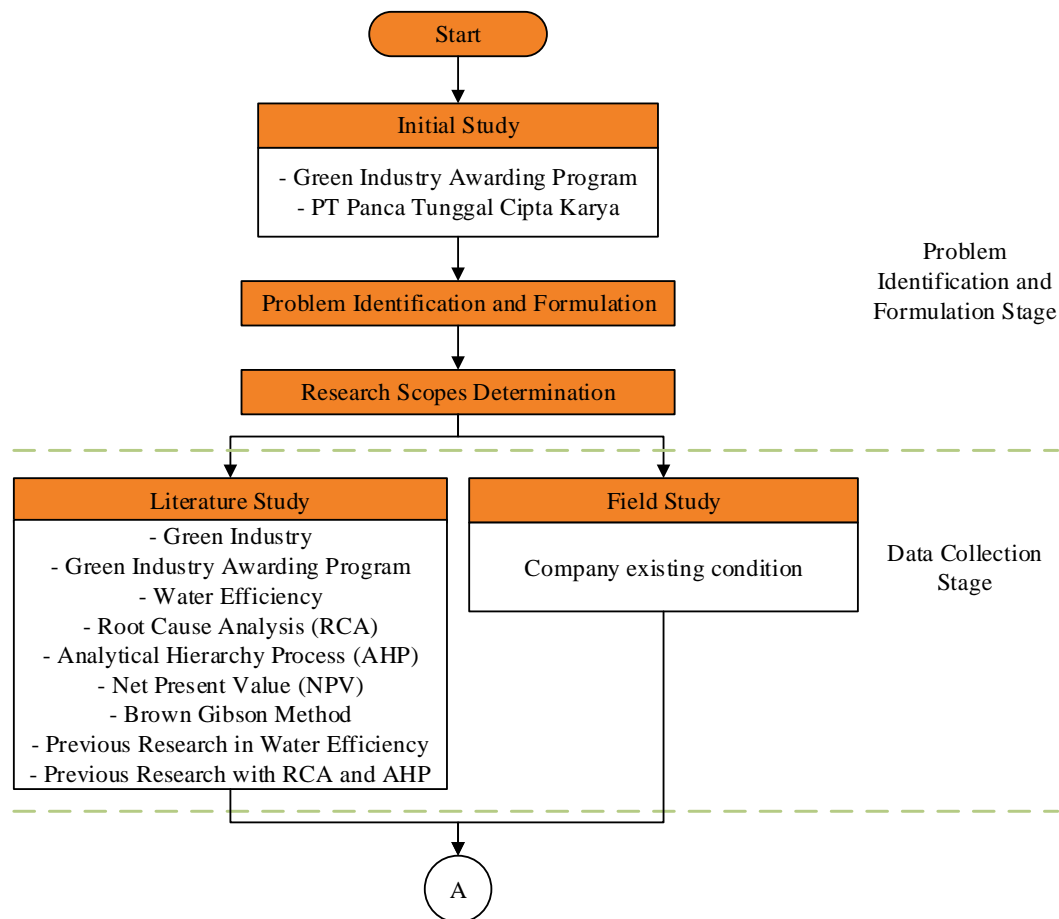 Start
Initial Study
- Green Industry Awarding Program
- PT Panca Tunggal Cipta Karya
Problem
Identification and
Formulation Stage
Problem Identification and Formulation
Research Scopes Determination
Literature Study
- Green Industry
- Green Industry Awarding Program
- Water Efficiency
- Root Cause Analysis (RCA)
- Analytical Hierarchy Process (AHP)
- Net Present Value (NPV)
- Brown Gibson Method
- Previous Research in Water Efficiency
- Previous Research with RCA and AHP
Field Study
Company existing condition
Data Collection
Stage
A